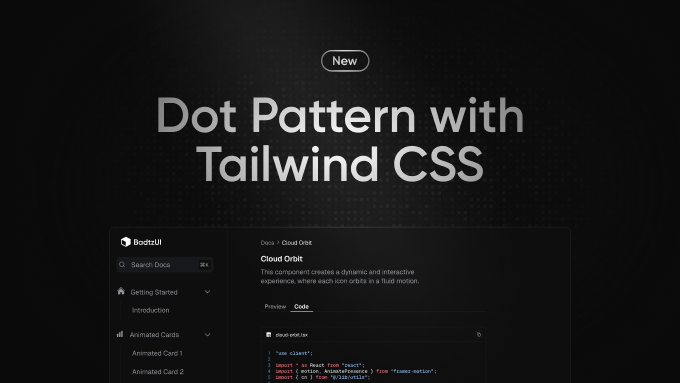 New
Dot Pattern with
Tailwind CSS
BadtzUI
Search Docs
⌘K
Getting Started
Introduction
Animated Cards
Animated Card 1
Animated Card 2
Docs > Cloud Orbit
Cloud Orbit
This component creates a dynamic and interactive
experience, where each icon orbits in a fluid motion.
Preview Code
cloud-orbit.tsx
1 "use client";
2
3 import * as React from "react";
4 import { motion, AnimatePresence } from "framer-motion";
5 import { cn } from "@/lib/utils";